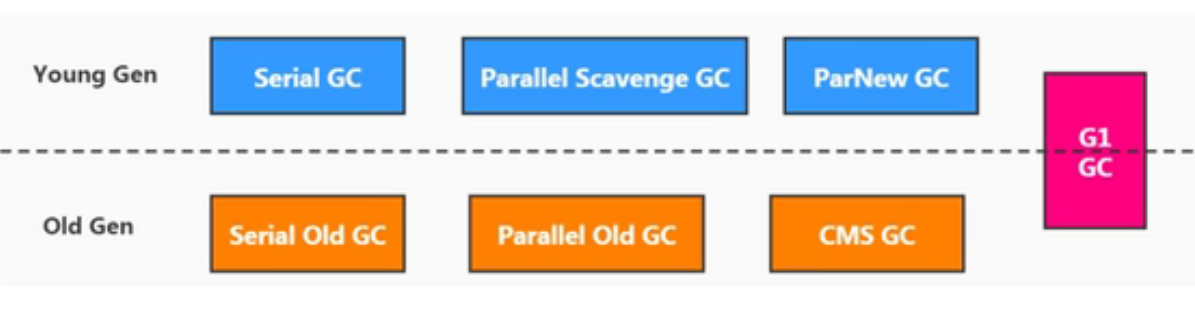 Young Gen
Serial GC
Parallel Scavenge GC
ParNew GC
G1
GC
Old Gen
Serial Old GC
Parallel Old GC
CMS GC